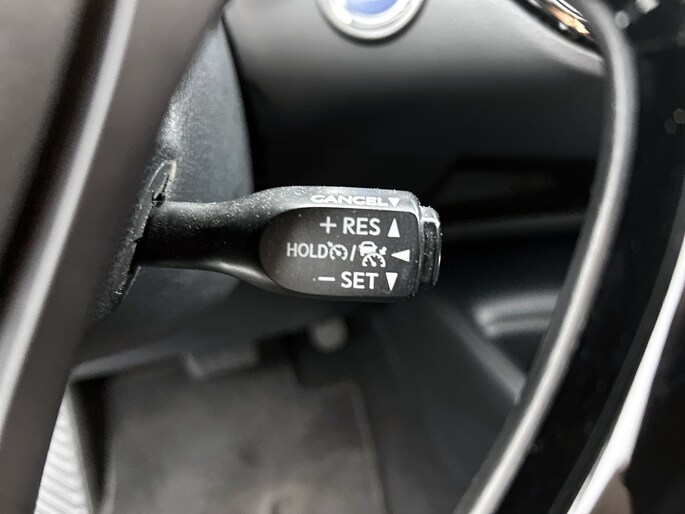 CANCEL▼
+ RES ▲
HOLD / ◀
− SET ▼